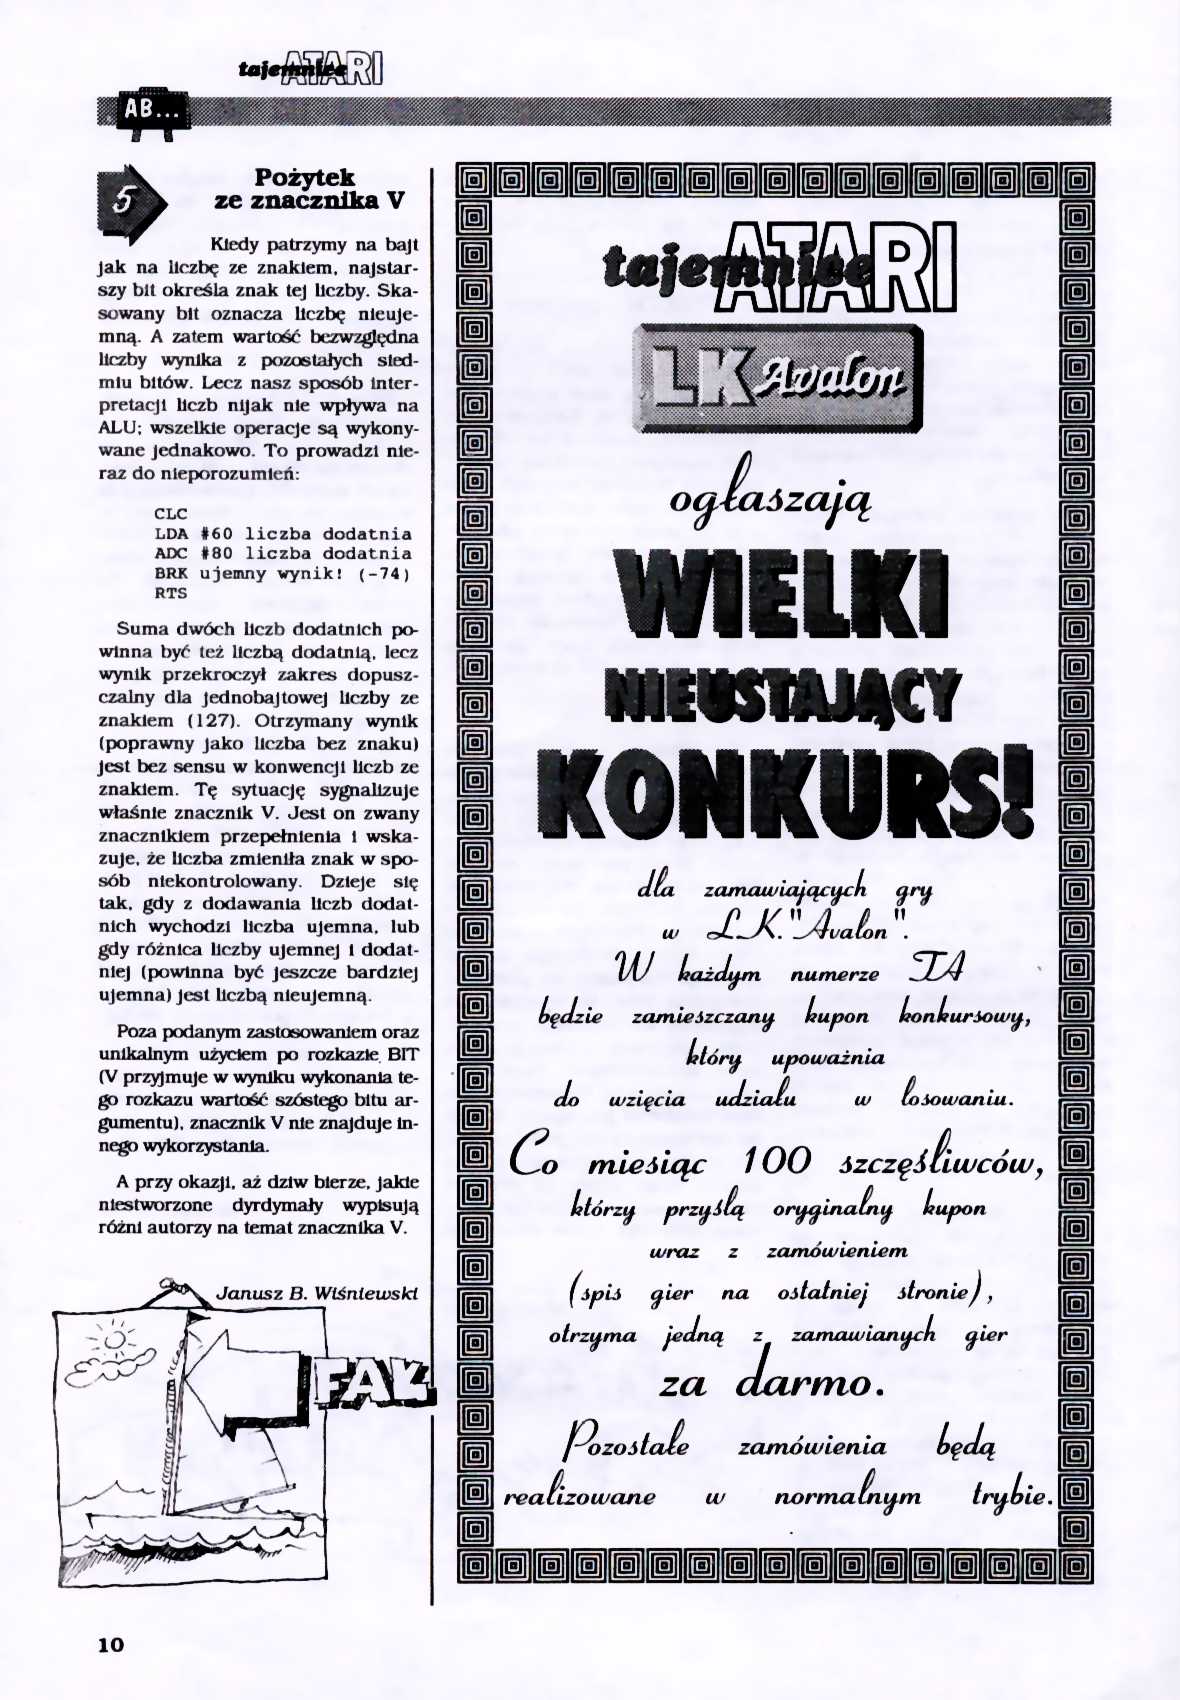 tajemnice ATARI
AB...
5
Pożytek
ze znacznika V
Kiedy patrzymy na bajt
jak na liczbę ze znakiem, najstar-
szy bit określa znak tej liczby. Ska-
sowany bit oznacza liczbę nieuje-
mną. A zatem wartość bezwzględna
liczby wynika z pozostałych sied-
miu bitów. Lecz nasz sposób inter-
pretacji liczb nijak nie wpływa na
ALU; wszelkie operacje są wykony-
wane jednakowo. To prowadzi nie-
raz do nieporozumień:
CLC
LDA #60 liczba dodatnia
ADC #80 liczba dodatnia
BRK ujemny wynik! (-74)
RTS
Suma dwóch liczb dodatnich po-
winna być też liczbą dodatnią, lecz
wynik przekroczył zakres dopusz-
czalny dla jednobajtowej liczby ze
znakiem (127). Otrzymany wynik
(poprawny jako liczba bez znaku)
jest bez sensu w konwencji liczb ze
znakiem. Tę sytuację sygnalizuje
właśnie znacznik V. Jest on zwany
znacznikiem przepełnienia i wska-
zuje, że liczba zmieniła znak w spo-
sób niekontrolowany. Dzieje się
tak, gdy z dodawania liczb dodat-
nich wychodzi liczba ujemna, lub
gdy różnica liczby ujemnej i dodat-
niej (powinna być jeszcze bardziej
ujemna) jest liczbą nieujemną.
Poza podanym zastosowaniem oraz
unikalnym użyciem po rozkazie BIT
(V przyjmuje w wyniku wykonania te-
go rozkazu wartość szóstego bitu ar-
gumentu), znacznik V nie znajduje in-
nego wykorzystania.
A przy okazji, aż dziw bierze, jakie
niestworzone dyrdymały wypisują
różni autorzy na temat znacznika V.
Janusz B. Wiśniewski
FAŁ
tajemnice ATARI
LK Avalon
ogłaszają
WIELKI
NIEUSTAJĄCY
KONKURS!
dla zamawiających gry
w L.K. "Avalon".
W każdym numerze TA
będzie zamieszczany kupon konkursowy,
który upoważnia
do wzięcia udziału w losowaniu.
Co miesiąc 100 szczęśliwców,
którzy przyślą oryginalny kupon
wraz z zamówieniem
(spis gier na ostatniej stronie),
otrzyma jedną z zamawianych gier
za darmo.
Pozostałe zamówienia będą
realizowane w normalnym trybie.
10